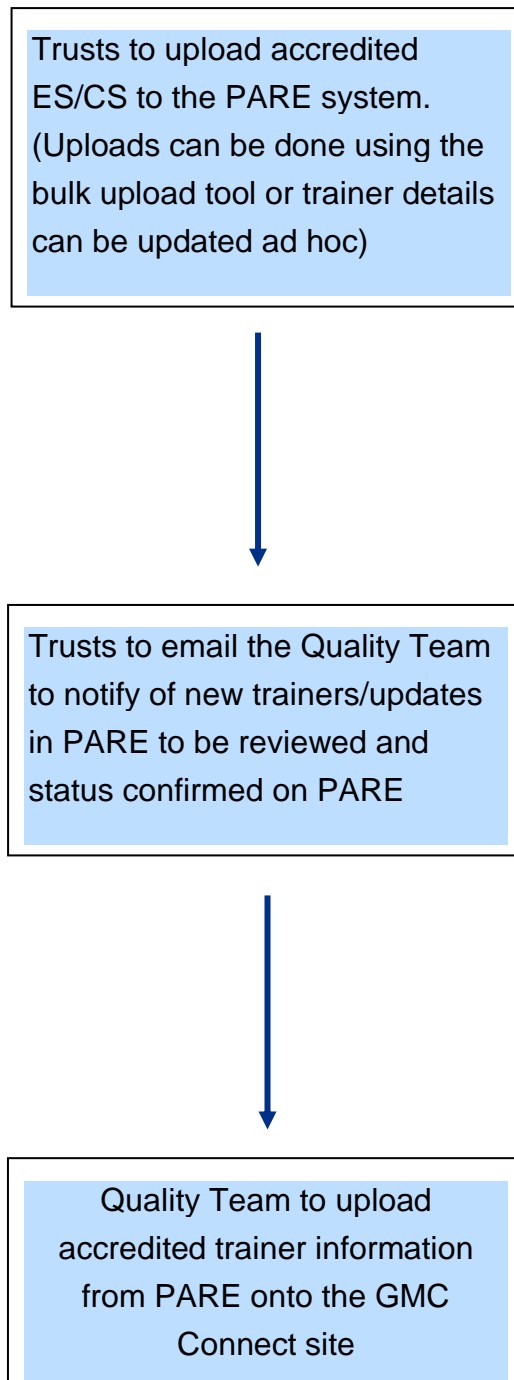 Trusts to upload accredited
ES/CS to the PARE system.
(Uploads can be done using the
bulk upload tool or trainer details
can be updated ad hoc)
Trusts to email the Quality Team
to notify of new trainers/updates
in PARE to be reviewed and
status confirmed on PARE
Quality Team to upload
accredited trainer information
from PARE onto the GMC
Connect site